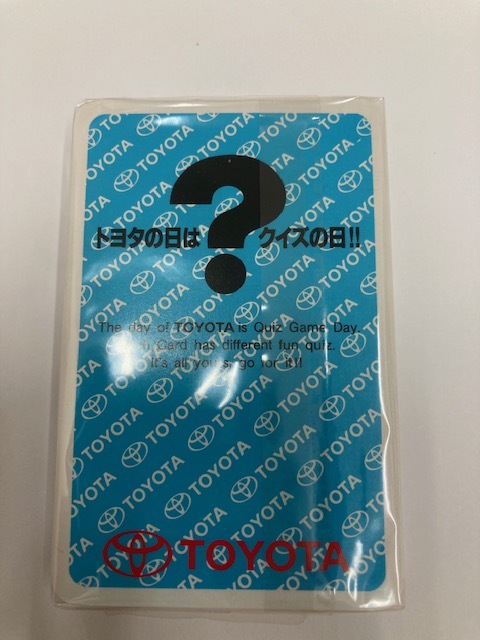 ?
トヨタの日は クイズの日!!
The day of TOYOTA is Quiz Game Day.
Card has different fun quiz.
It's all yours, go for it!!
TOYOTA